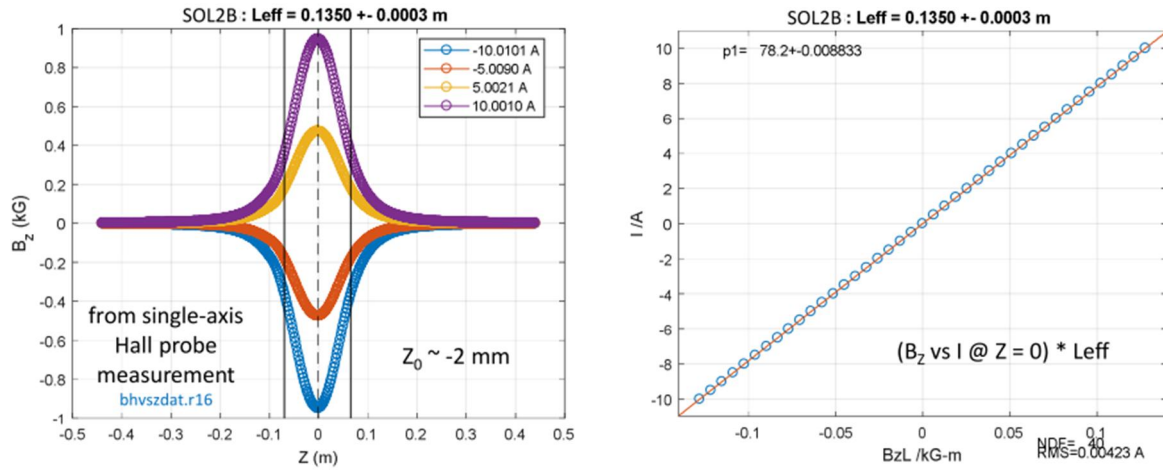 SOL2B : Leff = 0.1350 +- 0.0003 m
1
0.8
0.6
0.4
0.2
0
-0.2
-0.4
-0.6
-0.8
-1
B_z (kG)
-10.0101 A
-5.0090 A
5.0021 A
10.0010 A
from single-axis
Hall probe
measurement
bhvszdat.r16
Z_0 ~ -2 mm
-0.5 -0.4 -0.3 -0.2 -0.1 0 0.1 0.2 0.3 0.4 0.5
Z (m)
SOL2B : Leff = 0.1350 +- 0.0003 m
p1= 78.2+-0.008833
10
8
6
4
2
0
-2
-4
-6
-8
-10
I /A
(B_Z vs I @ Z = 0) * Leff
-0.1 -0.05 0 0.05 0.1
BzL /kG-m
NDF= 40
RMS=0.00423 A